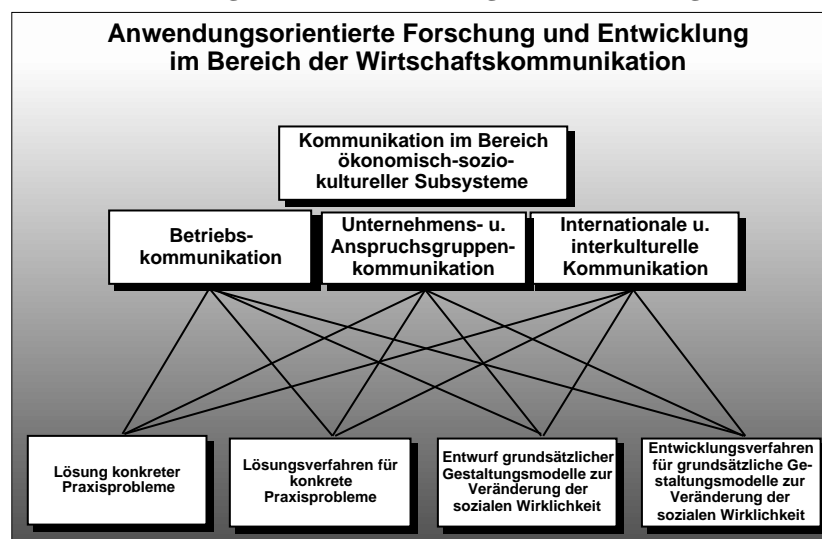 Anwendungsorientierte Forschung und Entwicklung
im Bereich der Wirtschaftskommunikation
Kommunikation im Bereich
ökonomisch-sozio-
kultureller Subsysteme
Betriebs-
kommunikation
Unternehmens- u.
Anspruchsgruppen-
kommunikation
Internationale u.
interkulturelle
Kommunikation
Lösung konkreter
Praxisprobleme
Lösungsverfahren für
konkrete
Praxisprobleme
Entwurf grundsätzlicher
Gestaltungsmodelle zur
Veränderung der
sozialen Wirklichkeit
Entwicklungsverfahren
für grundsätzliche Ge-
staltungsmodelle zur
Veränderung der
sozialen Wirklichkeit